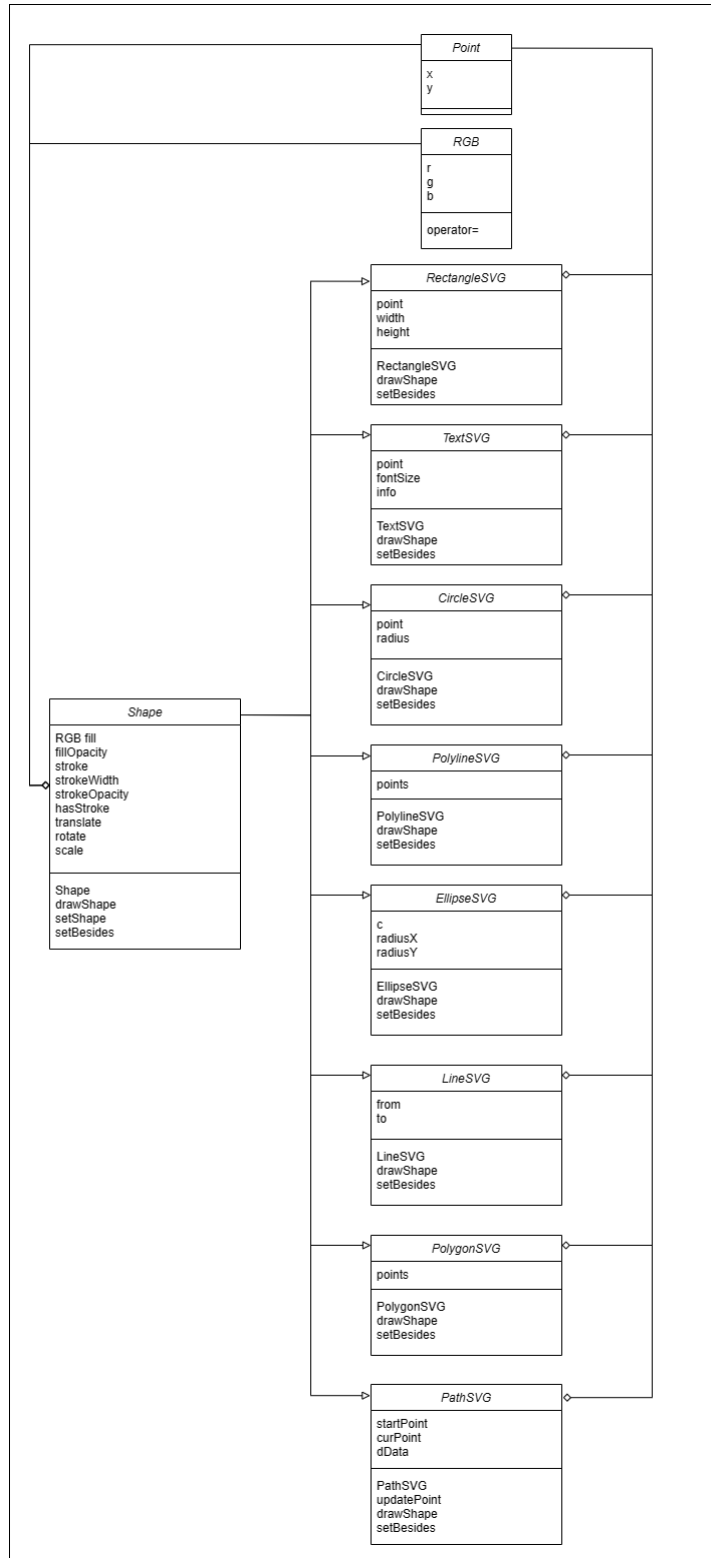 Point
x
y
RGB
r
g
b
operator=
RectangleSVG
point
width
height
RectangleSVG
drawShape
setBesides
TextSVG
point
fontSize
info
TextSVG
drawShape
setBesides
CircleSVG
point
radius
CircleSVG
drawShape
setBesides
Shape
RGB fill
fillOpacity
stroke
strokeWidth
strokeOpacity
hasStroke
translate
rotate
scale
Shape
drawShape
setShape
setBesides
PolylineSVG
points
PolylineSVG
drawShape
setBesides
EllipseSVG
c
radiusX
radiusY
EllipseSVG
drawShape
setBesides
LineSVG
from
to
LineSVG
drawShape
setBesides
PolygonSVG
points
PolygonSVG
drawShape
setBesides
PathSVG
startPoint
curPoint
dData
PathSVG
updatePoint
drawShape
setBesides